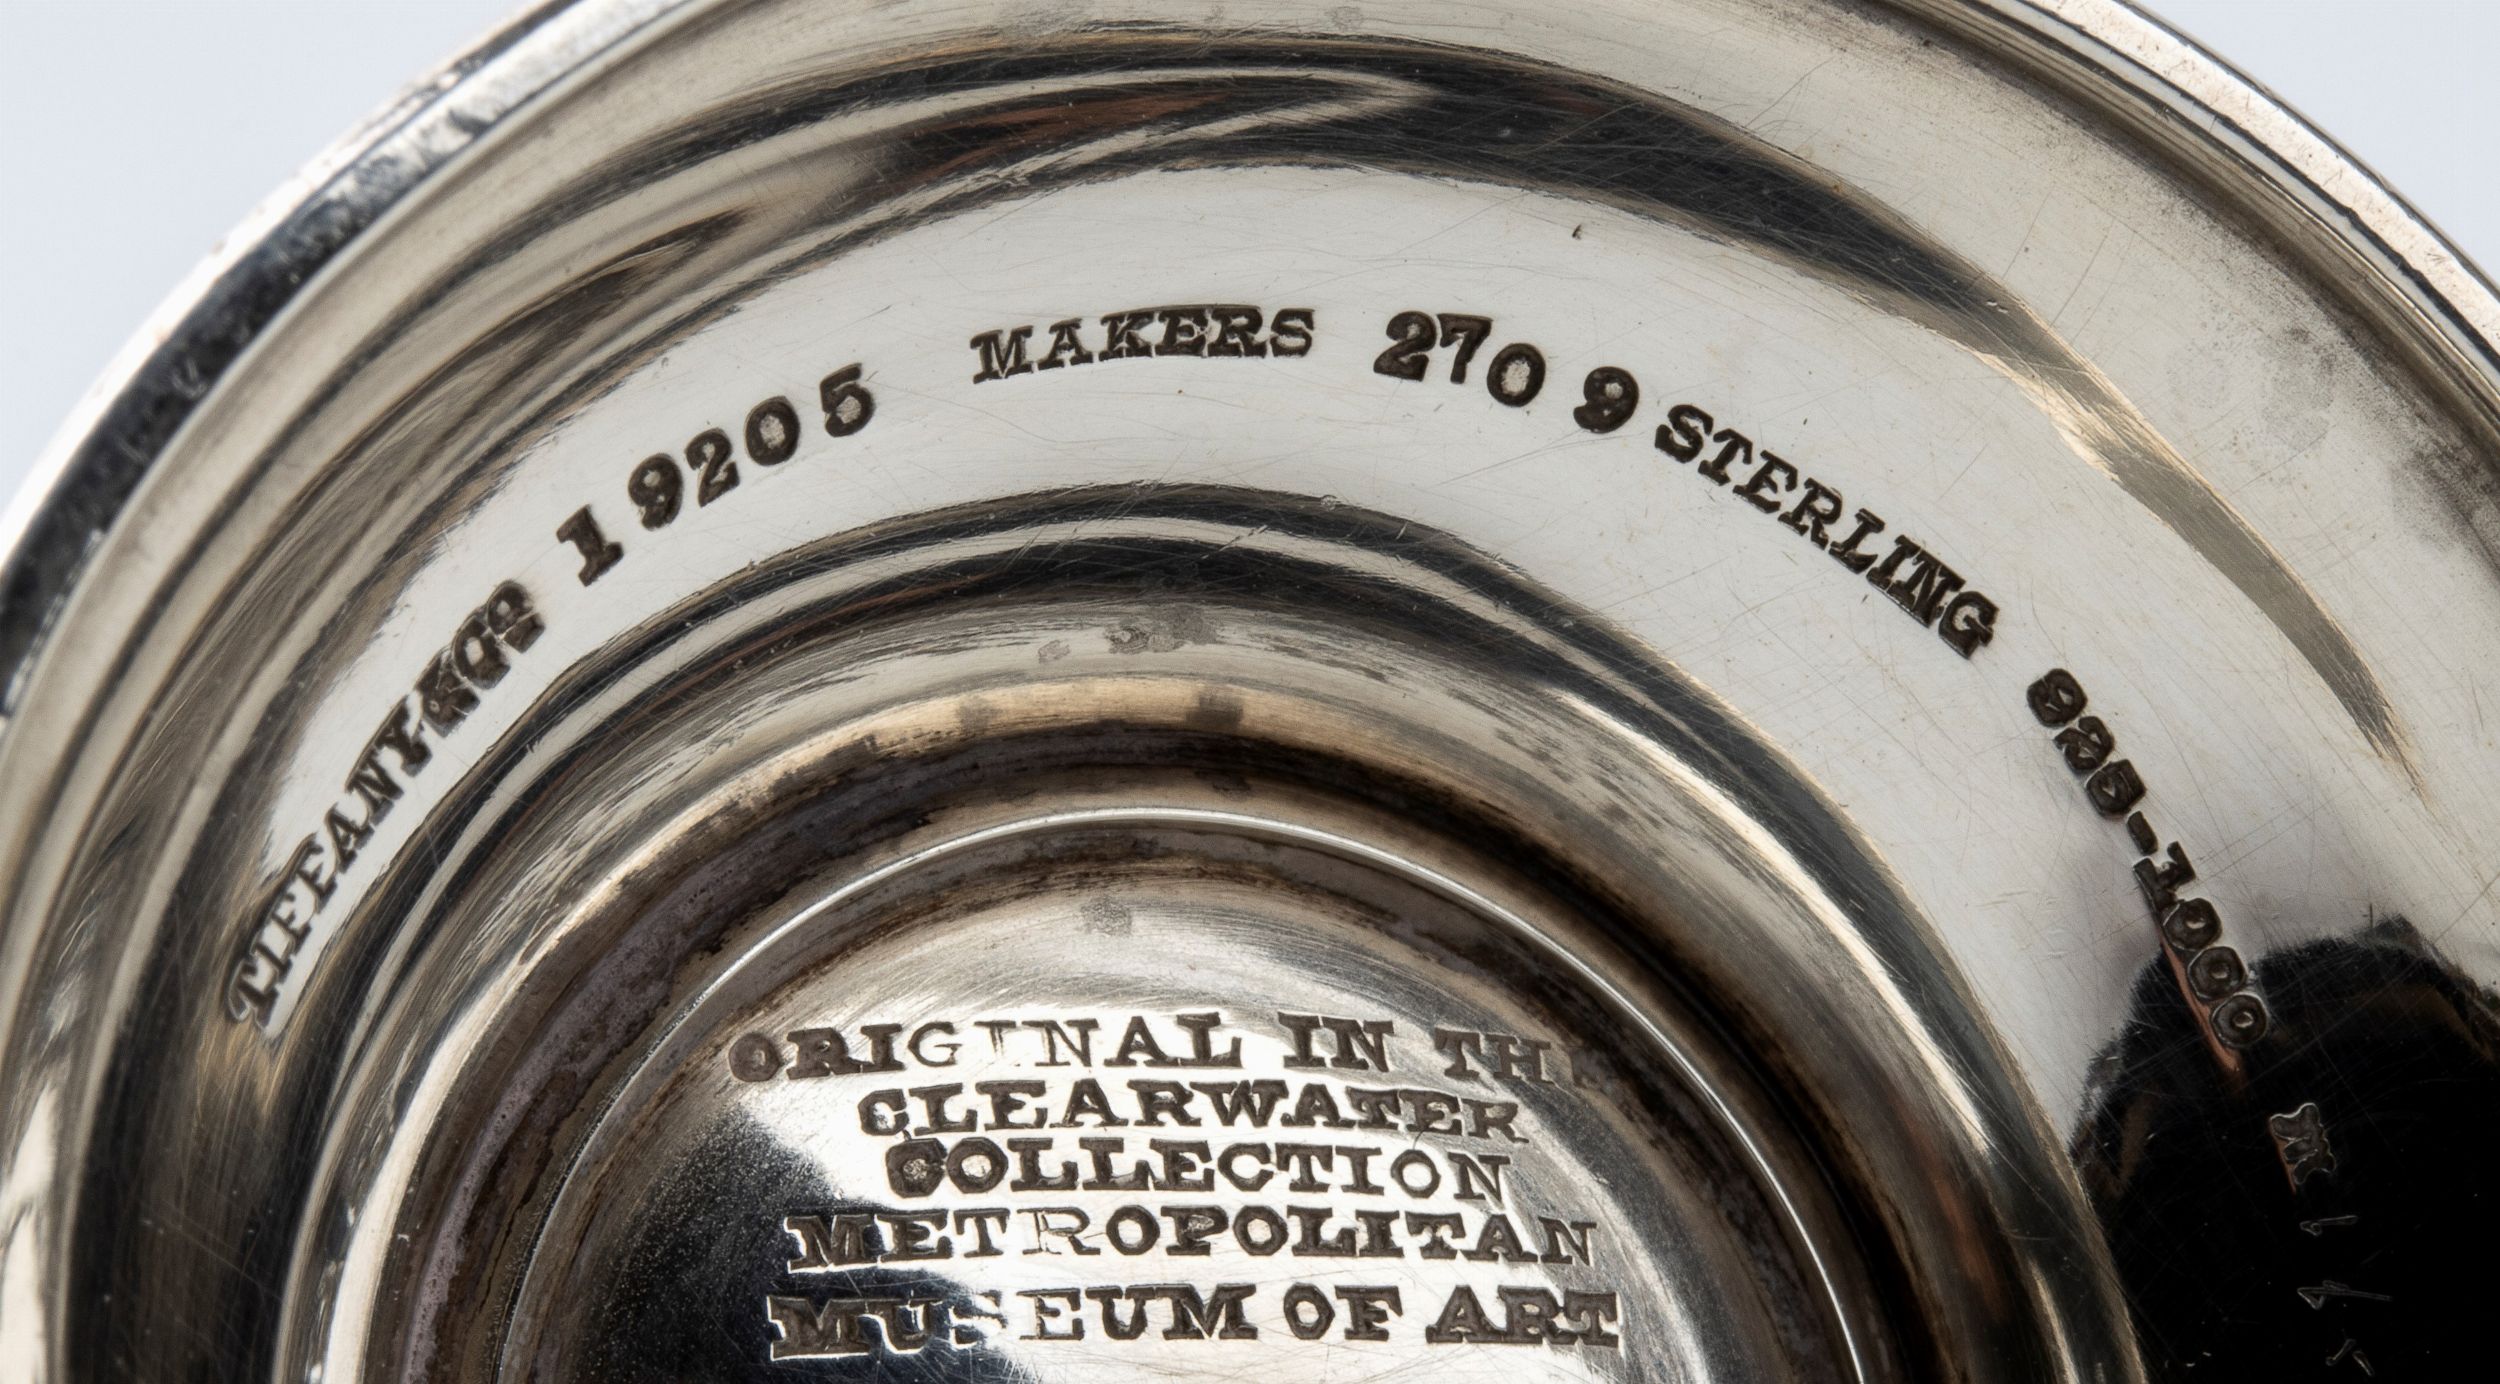 TIFFANY & Cº 19205 MAKERS 2709 STERLING 925-1000 M
ORIGINAL IN THE
CLEARWATER
COLLECTION
METROPOLITAN
MUSEUM OF ART